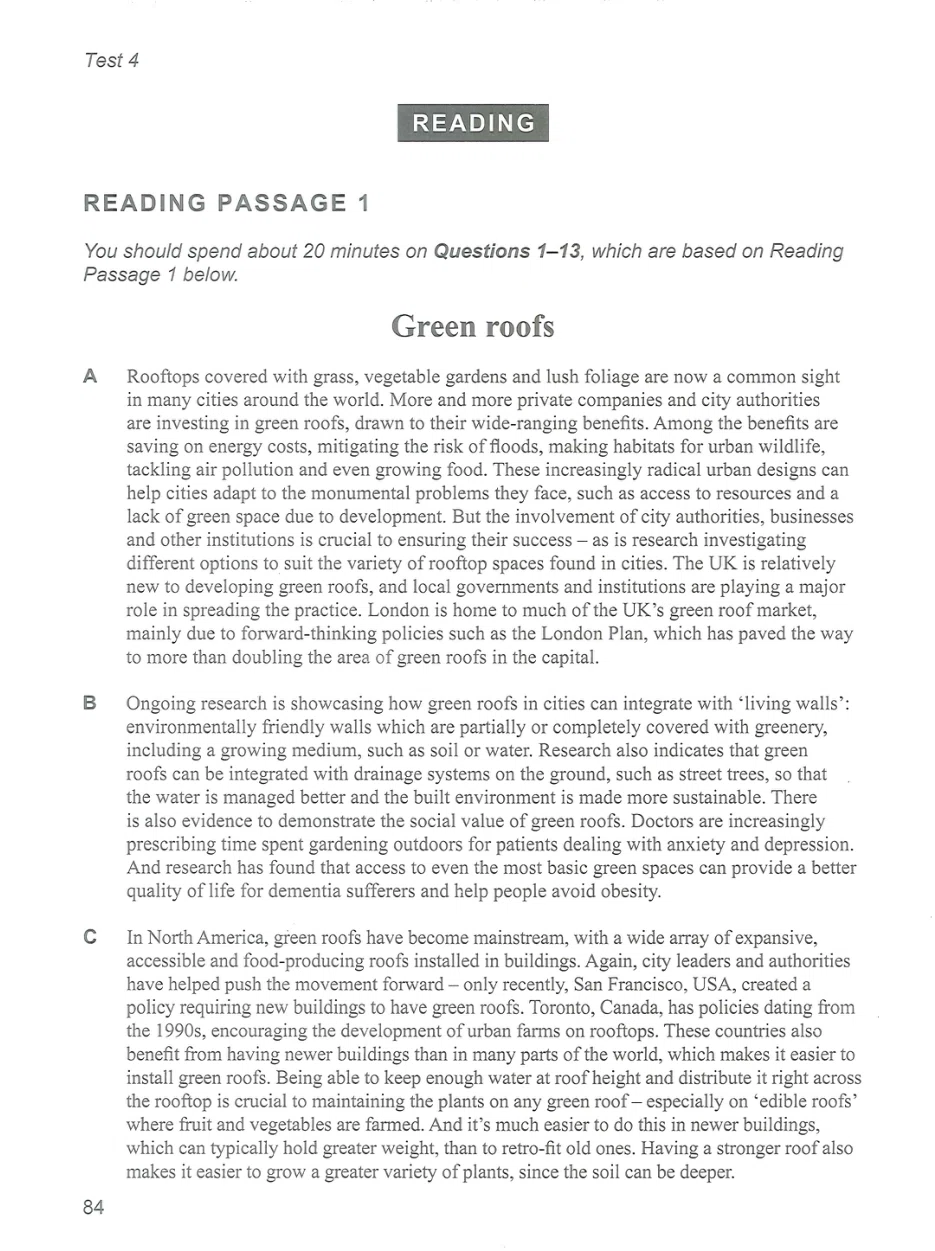 Test 4
READING
READING PASSAGE 1
You should spend about 20 minutes on Questions 1–13, which are based on Reading
Passage 1 below.
Green roofs
A Rooftops covered with grass, vegetable gardens and lush foliage are now a common sight
in many cities around the world. More and more private companies and city authorities
are investing in green roofs, drawn to their wide-ranging benefits. Among the benefits are
saving on energy costs, mitigating the risk of floods, making habitats for urban wildlife,
tackling air pollution and even growing food. These increasingly radical urban designs can
help cities adapt to the monumental problems they face, such as access to resources and a
lack of green space due to development. But the involvement of city authorities, businesses
and other institutions is crucial to ensuring their success – as is research investigating
different options to suit the variety of rooftop spaces found in cities. The UK is relatively
new to developing green roofs, and local governments and institutions are playing a major
role in spreading the practice. London is home to much of the UK's green roof market,
mainly due to forward-thinking policies such as the London Plan, which has paved the way
to more than doubling the area of green roofs in the capital.
B Ongoing research is showcasing how green roofs in cities can integrate with 'living walls':
environmentally friendly walls which are partially or completely covered with greenery,
including a growing medium, such as soil or water. Research also indicates that green
roofs can be integrated with drainage systems on the ground, such as street trees, so that
the water is managed better and the built environment is made more sustainable. There
is also evidence to demonstrate the social value of green roofs. Doctors are increasingly
prescribing time spent gardening outdoors for patients dealing with anxiety and depression.
And research has found that access to even the most basic green spaces can provide a better
quality of life for dementia sufferers and help people avoid obesity.
C In North America, green roofs have become mainstream, with a wide array of expansive,
accessible and food-producing roofs installed in buildings. Again, city leaders and authorities
have helped push the movement forward – only recently, San Francisco, USA, created a
policy requiring new buildings to have green roofs. Toronto, Canada, has policies dating from
the 1990s, encouraging the development of urban farms on rooftops. These countries also
benefit from having newer buildings than in many parts of the world, which makes it easier to
install green roofs. Being able to keep enough water at roof height and distribute it right across
the rooftop is crucial to maintaining the plants on any green roof – especially on 'edible roofs'
where fruit and vegetables are farmed. And it's much easier to do this in newer buildings,
which can typically hold greater weight, than to retro-fit old ones. Having a stronger roof also
makes it easier to grow a greater variety of plants, since the soil can be deeper.
84